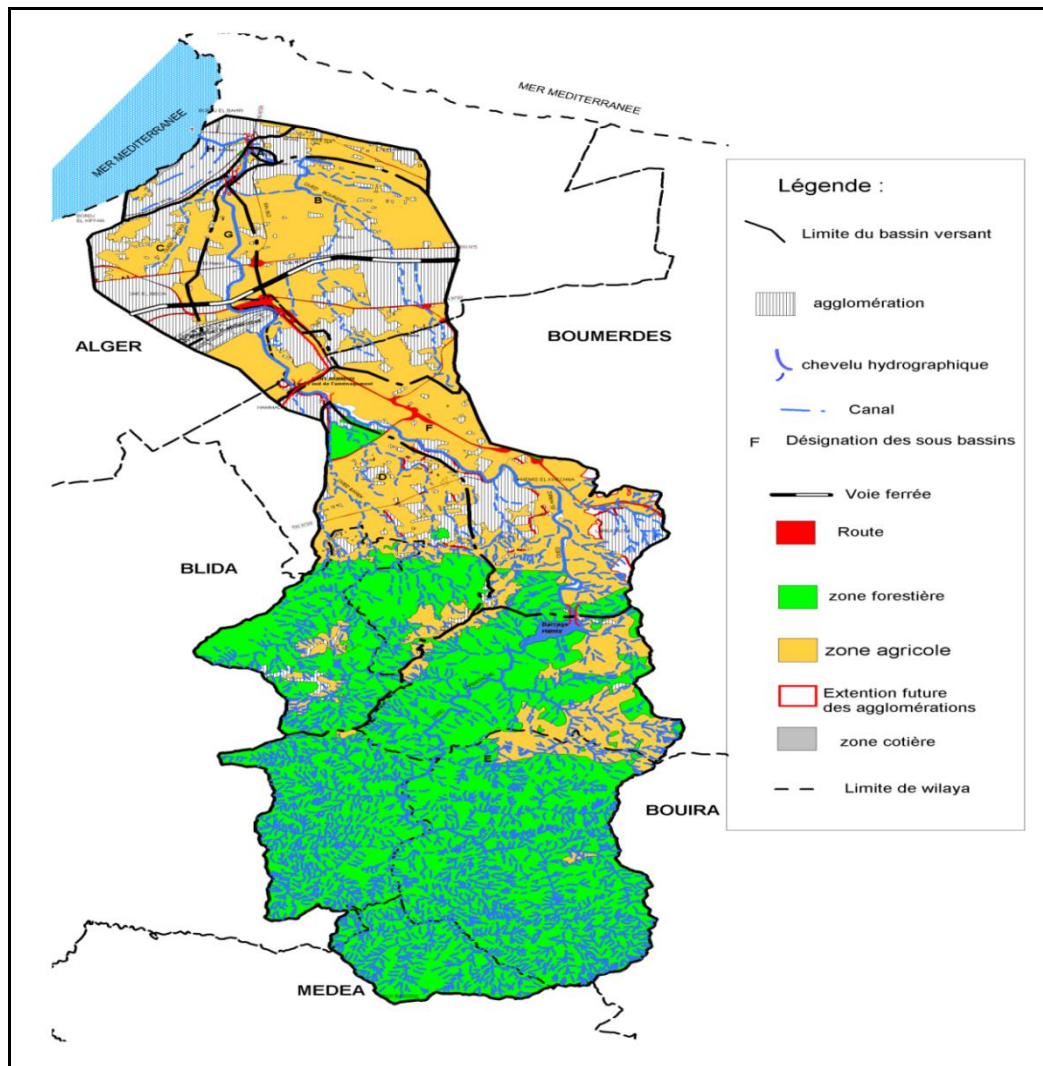 MER MEDITERRANEE
MER MEDITERRANEE
H
A
B
C
G
ALGER
BOUMERDES
F
D
BLIDA
Barrage
Hamiz
E
BOUIRA
MEDEA
Légende :
Limite du bassin versant
agglomération
chevelu hydrographique
Canal
F Désignation des sous bassins
Voie ferrée
Route
zone forestière
zone agricole
Extention future
des agglomérations
zone cotière
Limite de wilaya